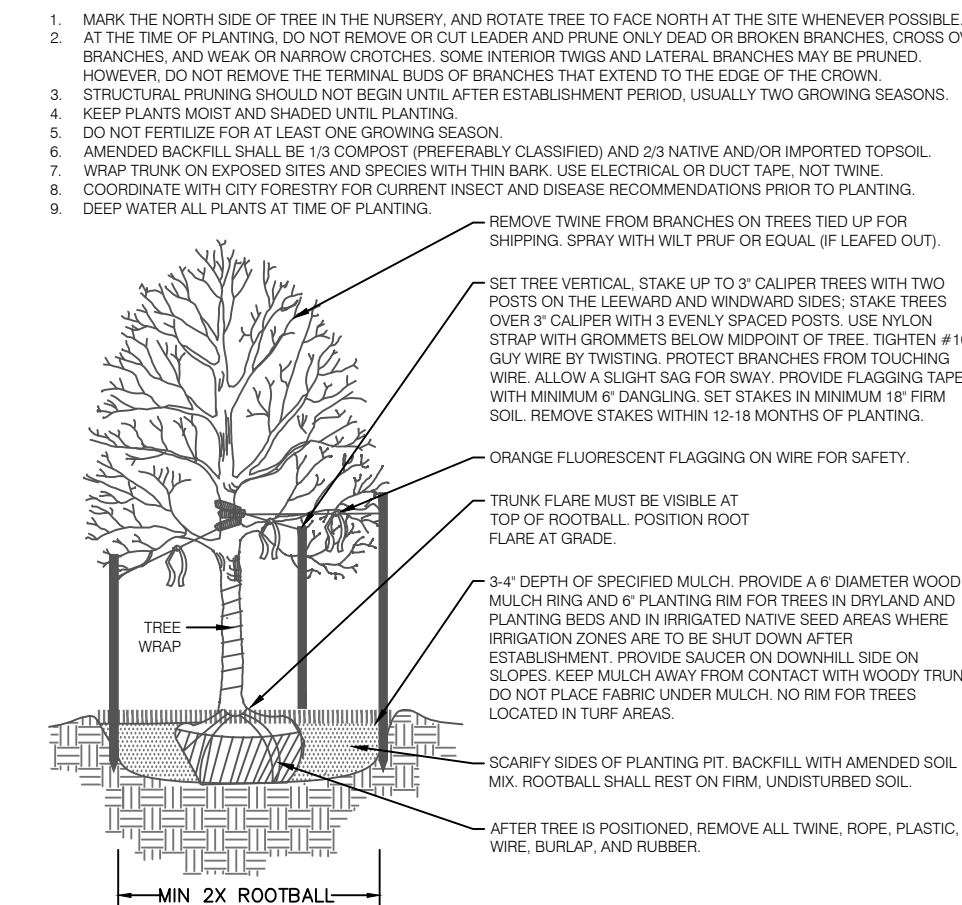 1. MARK THE NORTH SIDE OF TREE IN THE NURSERY, AND ROTATE TREE TO FACE NORTH AT THE SITE WHENEVER POSSIBLE.
2. AT THE TIME OF PLANTING, DO NOT REMOVE OR CUT LEADER AND PRUNE ONLY DEAD OR BROKEN BRANCHES, CROSS
BRANCHES, AND WEAK OR NARROW CROTCHES. SOME INTERIOR TWIGS AND LATERAL BRANCHES MAY BE PRUNED.
HOWEVER, DO NOT REMOVE THE TERMINAL BUDS OF BRANCHES THAT EXTEND TO THE EDGE OF THE CROWN.
3. STRUCTURAL PRUNING SHOULD NOT BEGIN UNTIL AFTER ESTABLISHMENT PERIOD, USUALLY TWO GROWING SEASONS.
4. KEEP PLANTS MOIST AND SHADED UNTIL PLANTING.
5. DO NOT FERTILIZE FOR AT LEAST ONE GROWING SEASON.
6. AMENDED BACKFILL SHALL BE 1/3 COMPOST (PREFERABLY CLASSIFIED) AND 2/3 NATIVE AND/OR IMPORTED TOPSOIL.
7. WRAP TRUNK ON EXPOSED SITES AND SPECIES WITH THIN BARK. USE ELECTRICAL OR DUCT TAPE, NOT TWINE.
8. COORDINATE WITH CITY FORESTRY FOR CURRENT INSECT AND DISEASE RECOMMENDATIONS PRIOR TO PLANTING.
9. DEEP WATER ALL PLANTS AT TIME OF PLANTING.
REMOVE TWINE FROM BRANCHES ON TREES TIED UP FOR
SHIPPING. SPRAY WITH WILT PRUF OR EQUAL (IF LEAFED OUT).
SET TREE VERTICAL, STAKE UP TO 3" CALIPER TREES WITH TWO
POSTS ON THE LEEWARD AND WINDWARD SIDES; STAKE TREES
OVER 3" CALIPER WITH 3 EVENLY SPACED POSTS. USE NYLON
STRAP WITH GROMMETS BELOW MIDPOINT OF TREE. TIGHTEN
GUY WIRE BY TWISTING. PROTECT BRANCHES FROM TOUCHING
WIRE. ALLOW A SLIGHT SAG FOR SWAY. PROVIDE FLAGGING TAPE
WITH MINIMUM 6" DANGLING. SET STAKES IN MINIMUM 18" FIRM
SOIL. REMOVE STAKES WITHIN 12-18 MONTHS OF PLANTING.
ORANGE FLUORESCENT FLAGGING ON WIRE FOR SAFETY.
TRUNK FLARE MUST BE VISIBLE AT
TOP OF ROOTBALL. POSITION ROOT
FLARE AT GRADE.
3-4" DEPTH OF SPECIFIED MULCH. PROVIDE A 6' DIAMETER WOOD
MULCH RING AND 6" PLANTING RIM FOR TREES IN DRYLAND AND
PLANTING BEDS AND IN IRRIGATED NATIVE SEED AREAS WHERE
IRRIGATION ZONES ARE TO BE SHUT DOWN AFTER
ESTABLISHMENT. PROVIDE SAUCER ON DOWNHILL SIDE ON
SLOPES. KEEP MULCH AWAY FROM CONTACT WITH WOODY
DO NOT PLACE FABRIC UNDER MULCH. NO RIM FOR TREES
LOCATED IN TURF AREAS.
TREE
WRAP
SCARIFY SIDES OF PLANTING PIT. BACKFILL WITH AMENDED SOIL
MIX. ROOTBALL SHALL REST ON FIRM, UNDISTURBED SOIL.
AFTER TREE IS POSITIONED, REMOVE ALL TWINE, ROPE, PLASTIC,
WIRE, BURLAP, AND RUBBER.
MIN 2X ROOTBALL